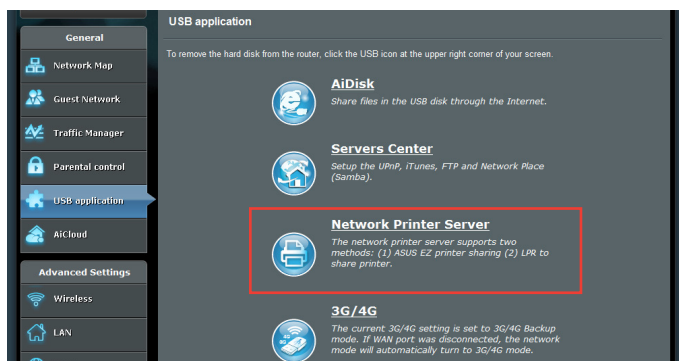 USB application
General
To remove the hard disk from the router, click the USB icon at the upper right corner of your screen.
Network Map
Guest Network
Traffic Manager
Parental control
USB application
AiCloud
Advanced Settings
Wireless
LAN
AiDisk
Share files in the USB disk through the Internet.
Servers Center
Setup the UPnP, iTunes, FTP and Network Place
(Samba).
Network Printer Server
The network printer server supports two
methods: (1) ASUS EZ printer sharing (2) LPR to
share printer.
3G/4G
The current 3G/4G setting is set to 3G/4G Backup
mode. If WAN port was disconnected, the network
mode will automatically turn to 3G/4G mode.